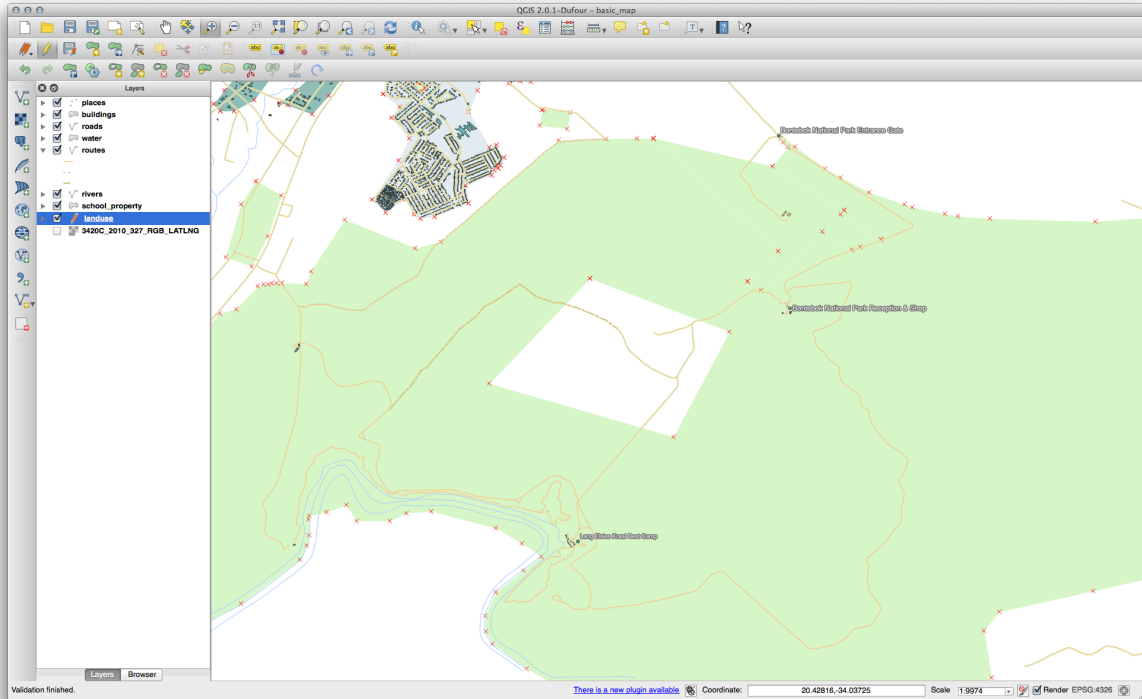 QGIS 2.0.1-Dufour - basic_map
Layers
places
buildings
roads
water
routes
rivers
school_property
landuse
3420C_2010_327_RGB_LATLNG
Bontebok National Park Entrance Gate
Bontebok National Park Reception & Shop
Lang Elsies Kraal Rest Camp
Layers Browser
Validation finished. There is a new plugin available Coordinate: 20.42816,-34.03725 Scale 1:9974 Render EPSG:4326